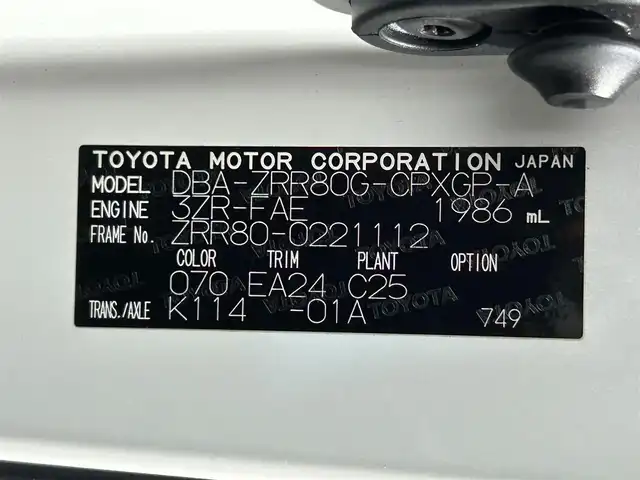 TOYOTA MOTOR CORPORATION JAPAN
MODEL DBA-ZRR80G-CPXGP-A
ENGINE 3ZR-FAE 1986 mL
FRAME No. ZRR80-0221112
COLOR TRIM PLANT OPTION
070 EA24 C25
TRANS./AXLE K114 -01A 749